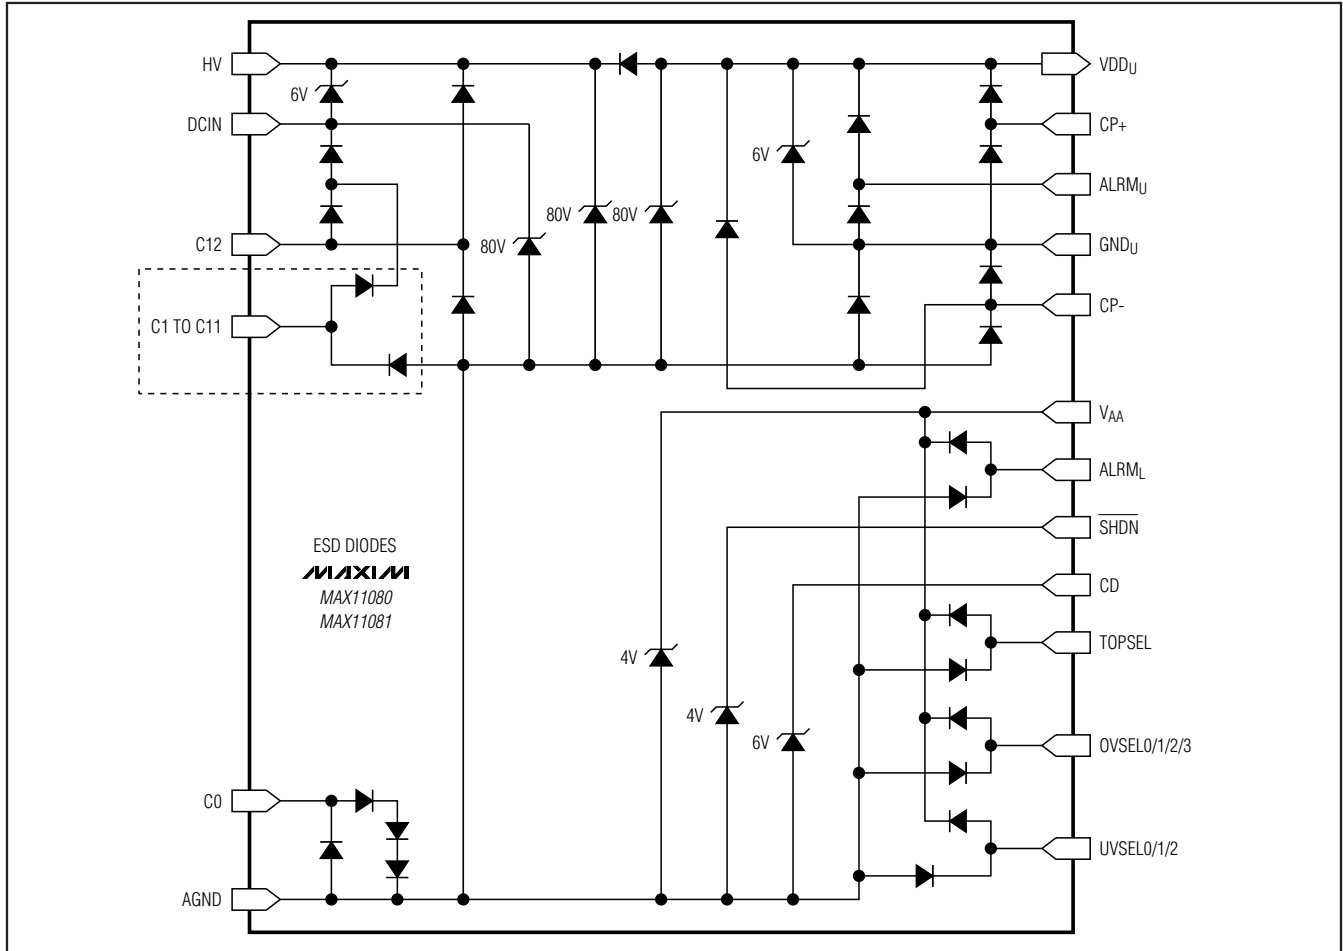 HV
VDDU
6V
DCIN
CP+
6V
ALRMU
80V
80V
C12
80V
GNDU
C1 TO C11
CP-
VAA
ALRML
SHDN
ESD DIODES
MAXIM
MAX11080
MAX11081
CD
TOPSEL
4V
4V
6V
OVSEL0/1/2/3
C0
UVSEL0/1/2
AGND